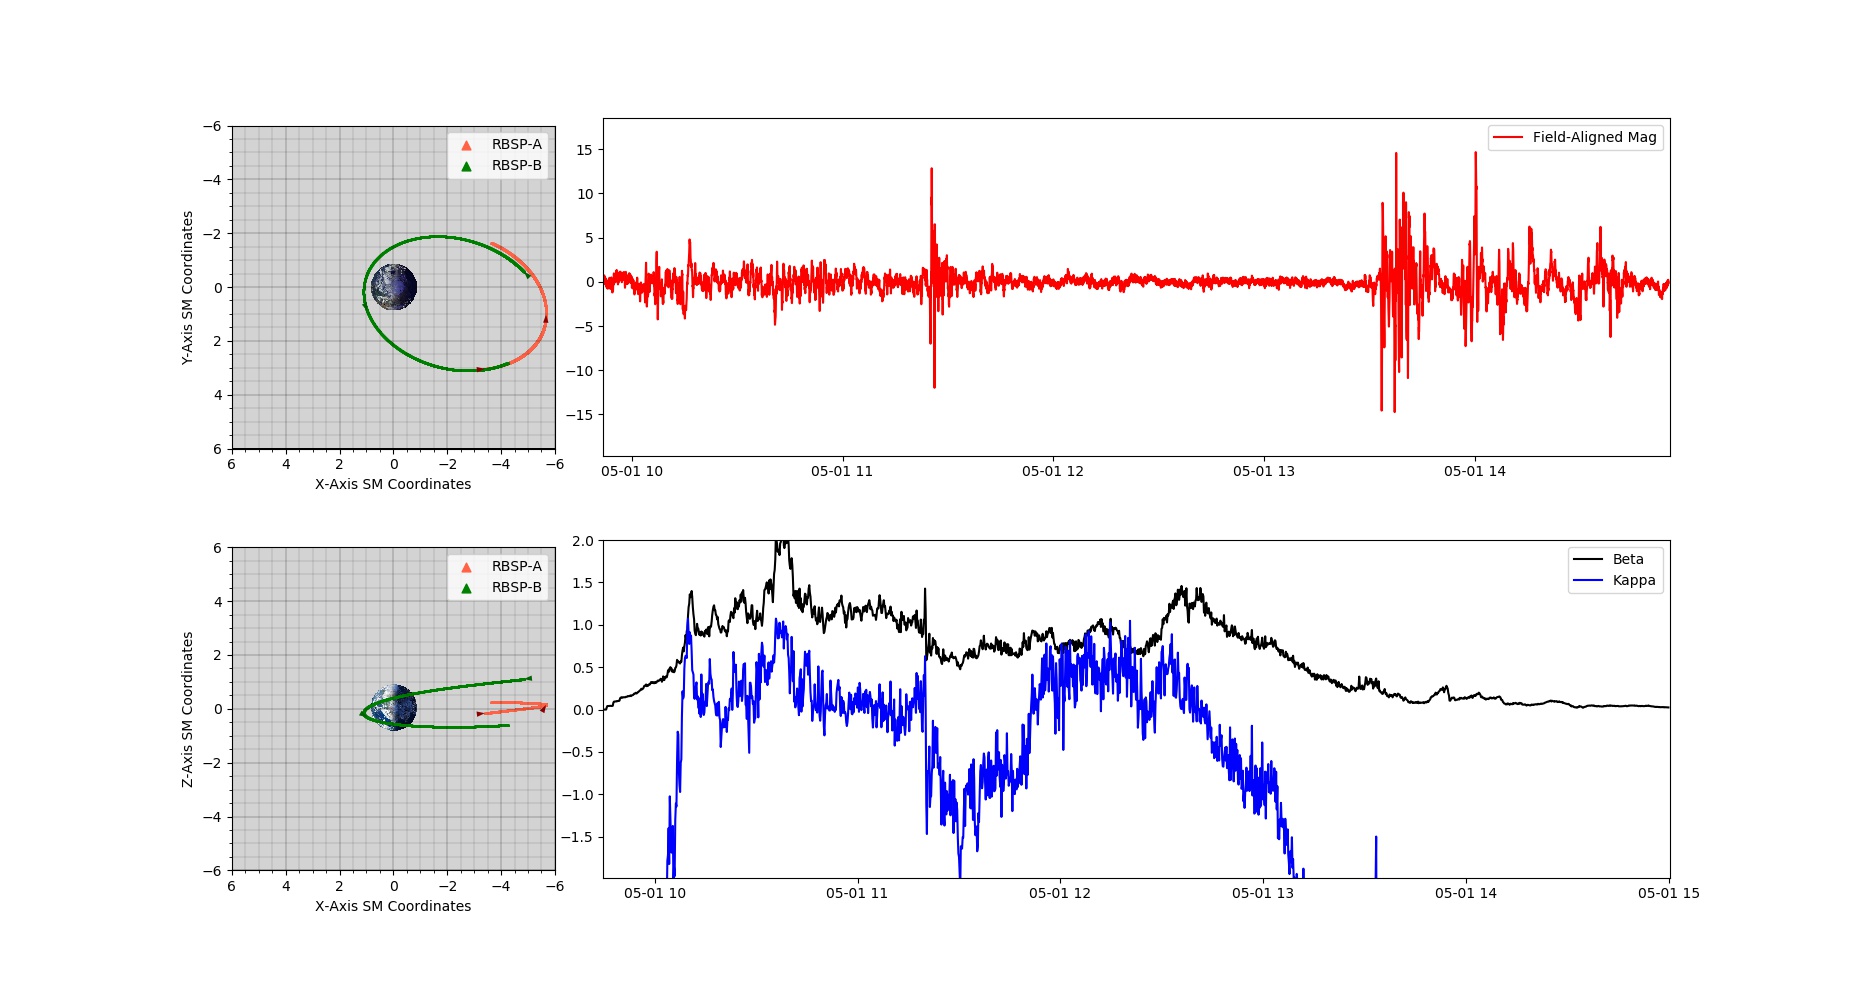 RBSP-A
RBSP-B
Y-Axis SM Coordinates
−6
−4
−2
0
2
4
6
6 4 2 0 −2 −4 −6
X-Axis SM Coordinates
Field-Aligned Mag
15
10
5
0
−5
−10
−15
05-01 10 05-01 11 05-01 12 05-01 13 05-01 14
RBSP-A
RBSP-B
Z-Axis SM Coordinates
6
4
2
0
−2
−4
−6
6 4 2 0 −2 −4 −6
X-Axis SM Coordinates
Beta
Kappa
2.0
1.5
1.0
0.5
0.0
−0.5
−1.0
−1.5
05-01 10 05-01 11 05-01 12 05-01 13 05-01 14 05-01 15